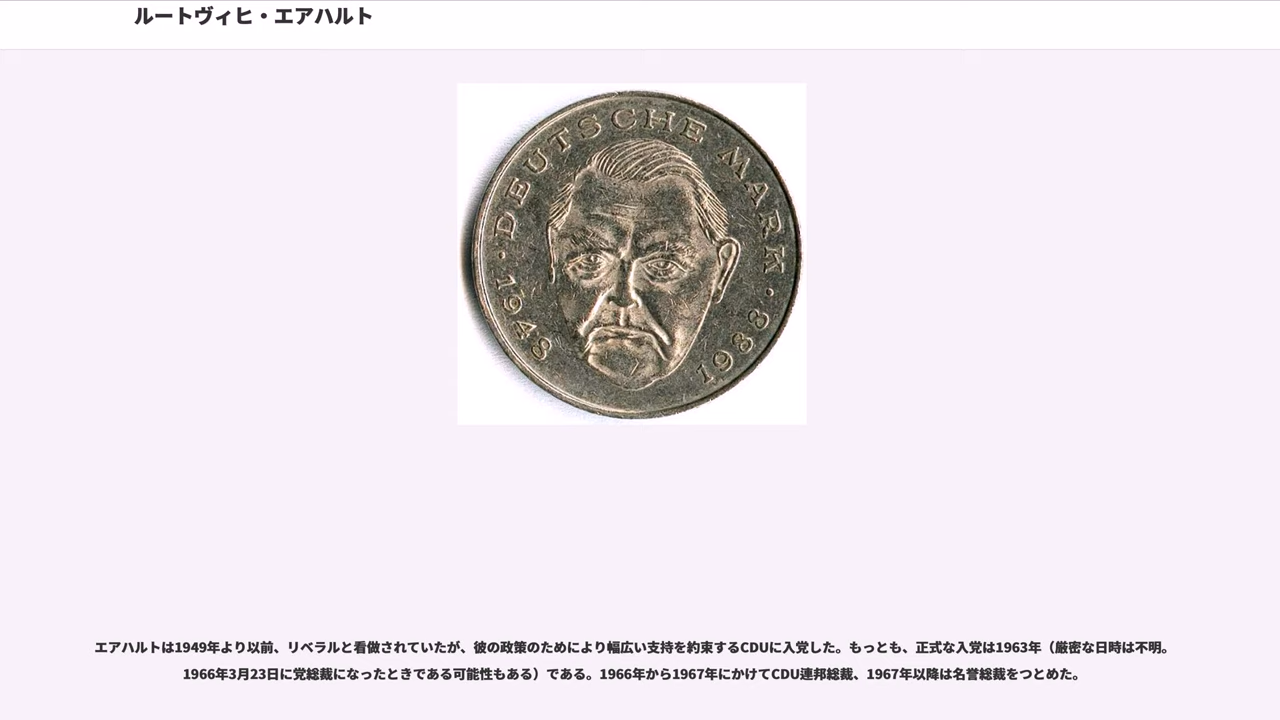 ルートヴィヒ・エアハルト
·DEUTSCHE MARK·
1948
1988
エアハルトは1949年より以前、リベラルと看做されていたが、彼の政策のためにより幅広い支持を約束するCDUに入党した。もっとも、正式な入党は1963年（厳密な日時は不明。
1966年3月23日に党総裁になったときである可能性もある）である。1966年から1967年にかけてCDU連邦総裁、1967年以降は名誉総裁をつとめた。